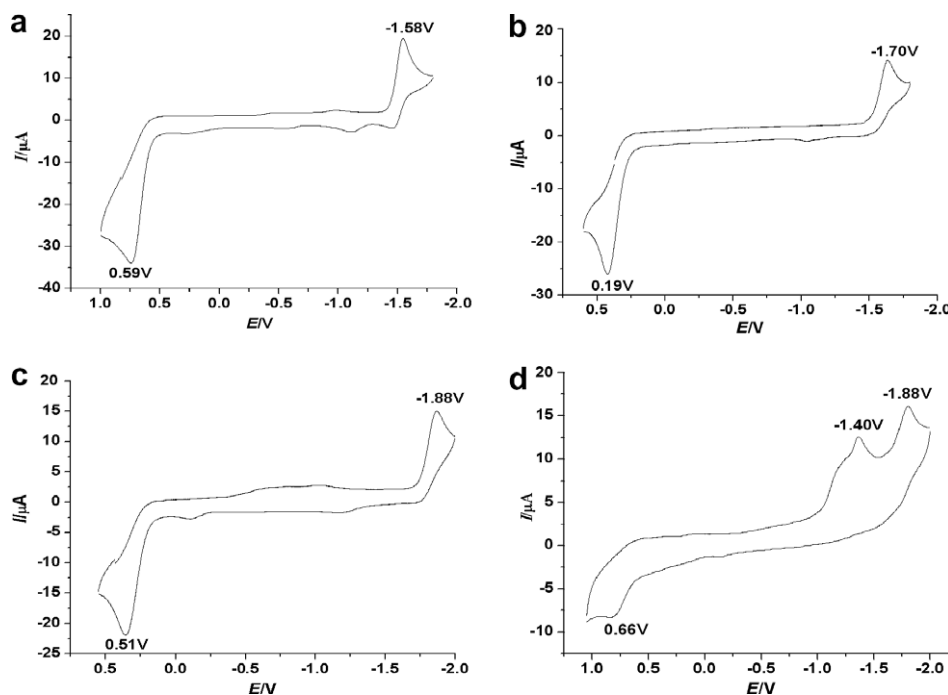 a
-1.58V
20
10
0
-10
-20
-30
-40
I/μA
0.59V
1.0 0.5 0.0 -0.5 -1.0 -1.5 -2.0
E/V
b
-1.70V
20
10
0
-10
-20
-30
I/μA
0.19V
0.5 0.0 -0.5 -1.0 -1.5 -2.0
E/V
c
-1.88V
20
15
10
5
0
-5
-10
-15
-20
-25
I/μA
0.51V
0.5 0.0 -0.5 -1.0 -1.5 -2.0
E/V
d
-1.88V
-1.40V
20
15
10
5
0
-5
-10
I/μA
0.66V
1.0 0.5 0.0 -0.5 -1.0 -1.5 -2.0
E/V